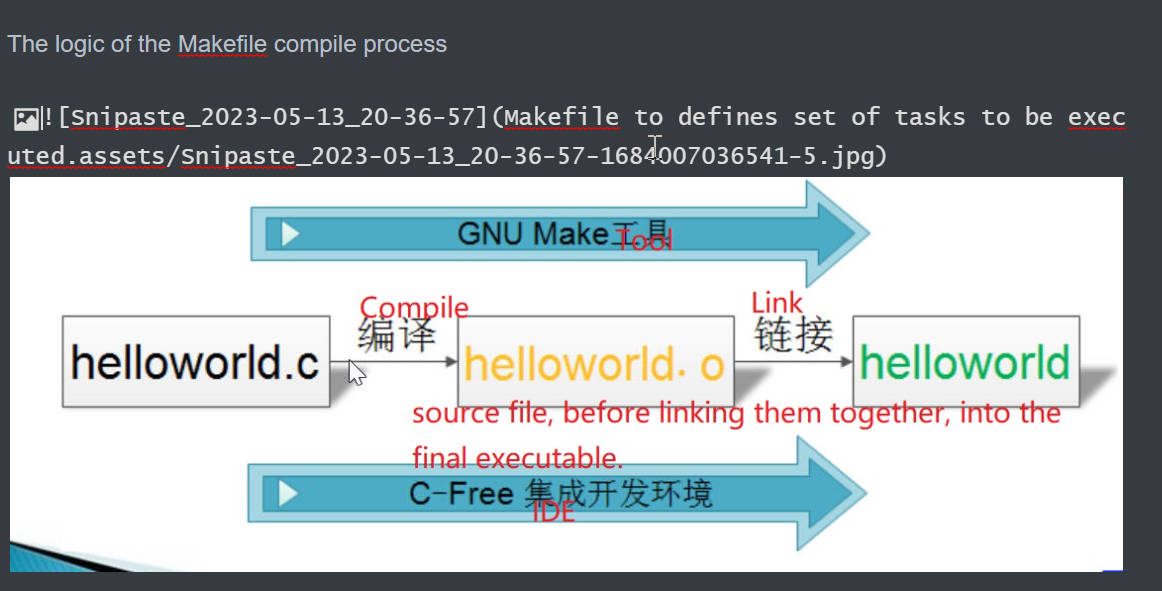 The logic of the Makefile compile process
![Snipaste_2023-05-13_20-36-57](Makefile to defines set of tasks to be exec
uted.assets/Snipaste_2023-05-13_20-36-57-1684007036541-5.jpg)
GNU Make工具
Tool
Compile
Link
编译
链接
helloworld.c
helloworld.o
helloworld
source file, before linking them together, into the
final executable.
C-Free 集成开发环境
IDE